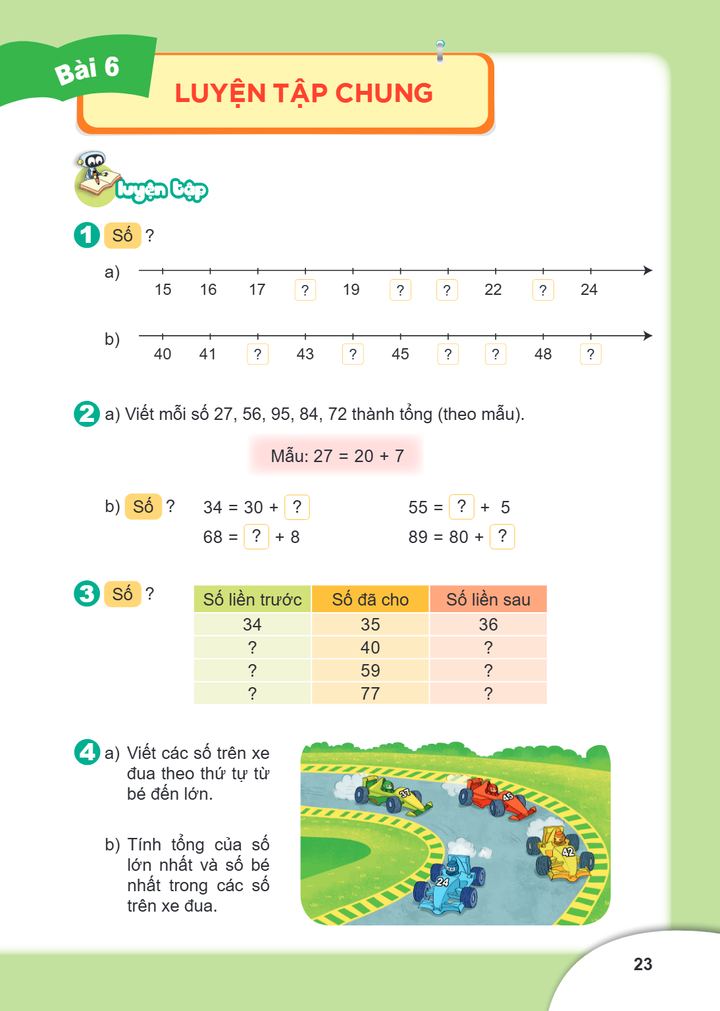 Bài 6
LUYỆN TẬP CHUNG
luyện tập
1 Số ?
a)
15 16 17 ? 19 ? ? 22 ? 24
b)
40 41 ? 43 ? 45 ? ? 48 ?
2 a) Viết mỗi số 27, 56, 95, 84, 72 thành tổng (theo mẫu).
Mẫu: 27 = 20 + 7
b) Số ? 34 = 30 + ? 55 = ? + 5
68 = ? + 8 89 = 80 + ?
3 Số ?
Số liền trước Số đã cho Số liền sau
34 35 36
? 40 ?
? 59 ?
? 77 ?
4 a) Viết các số trên xe
đua theo thứ tự từ
bé đến lớn.
b) Tính tổng của số
lớn nhất và số bé
nhất trong các số
trên xe đua.
37
45
42
24
23